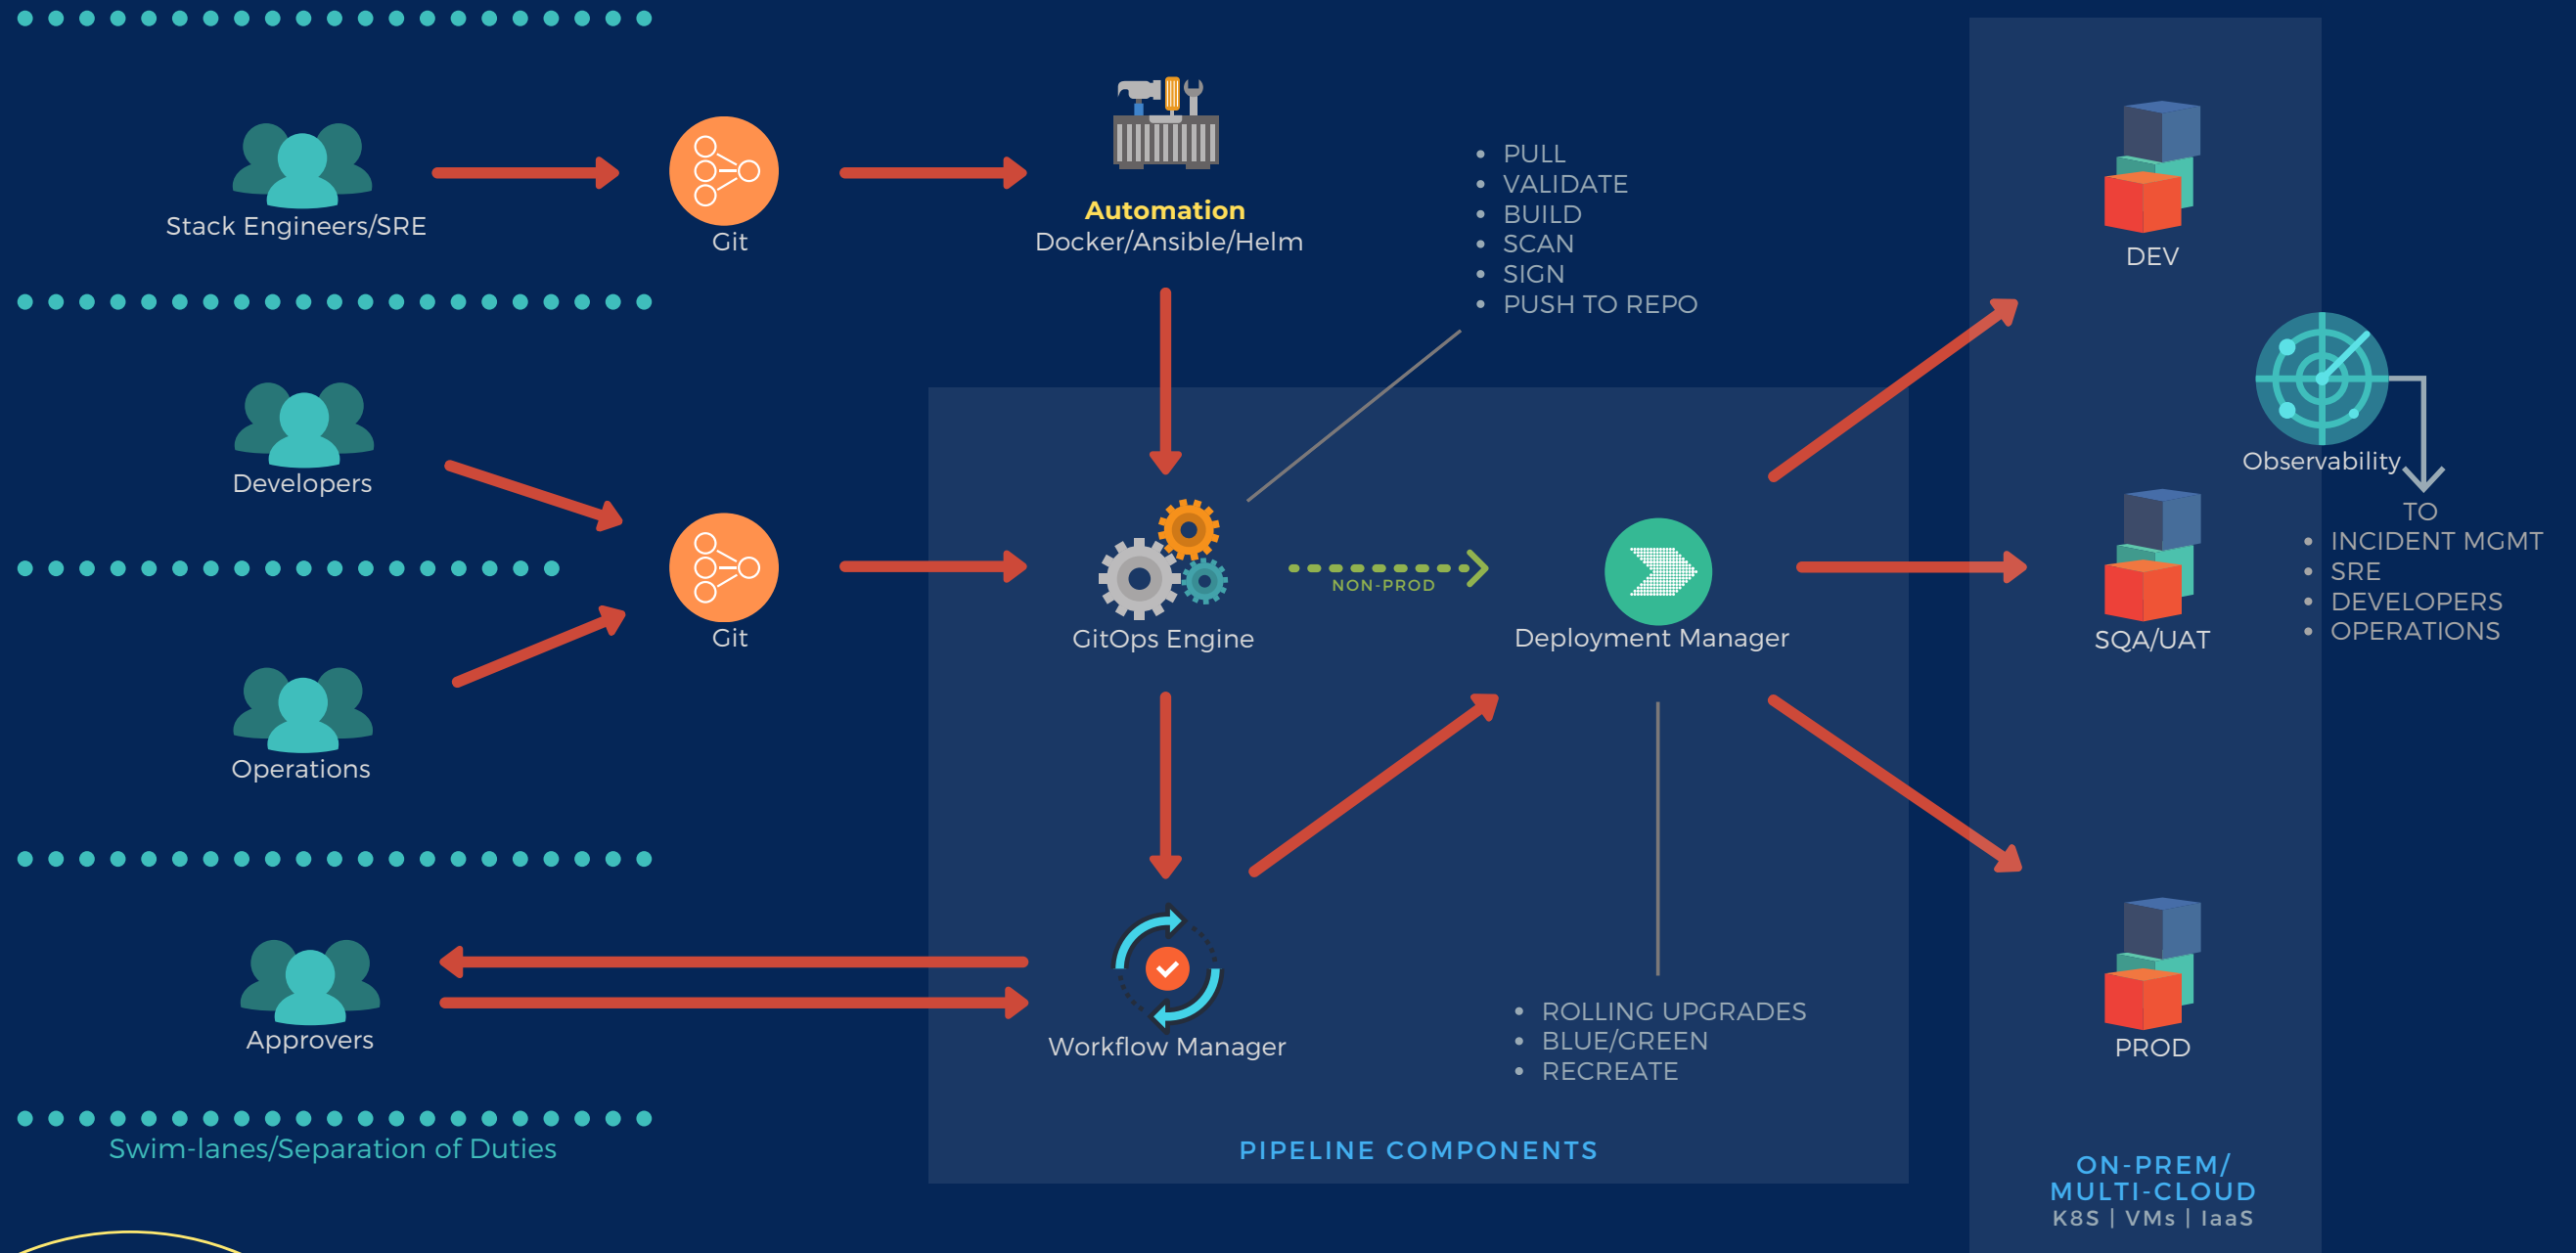 Stack Engineers/SRE
Git
Automation
Docker/Ansible/Helm
PULL
VALIDATE
BUILD
SCAN
SIGN
PUSH TO REPO
DEV
Developers
Operations
Git
GitOps Engine
NON-PROD
Deployment Manager
Observability
TO
INCIDENT MGMT
SRE
DEVELOPERS
OPERATIONS
SQA/UAT
Approvers
Workflow Manager
ROLLING UPGRADES
BLUE/GREEN
RECREATE
PROD
Swim-lanes/Separation of Duties
PIPELINE COMPONENTS
ON-PREM/
MULTI-CLOUD
K8S | VMs | IaaS